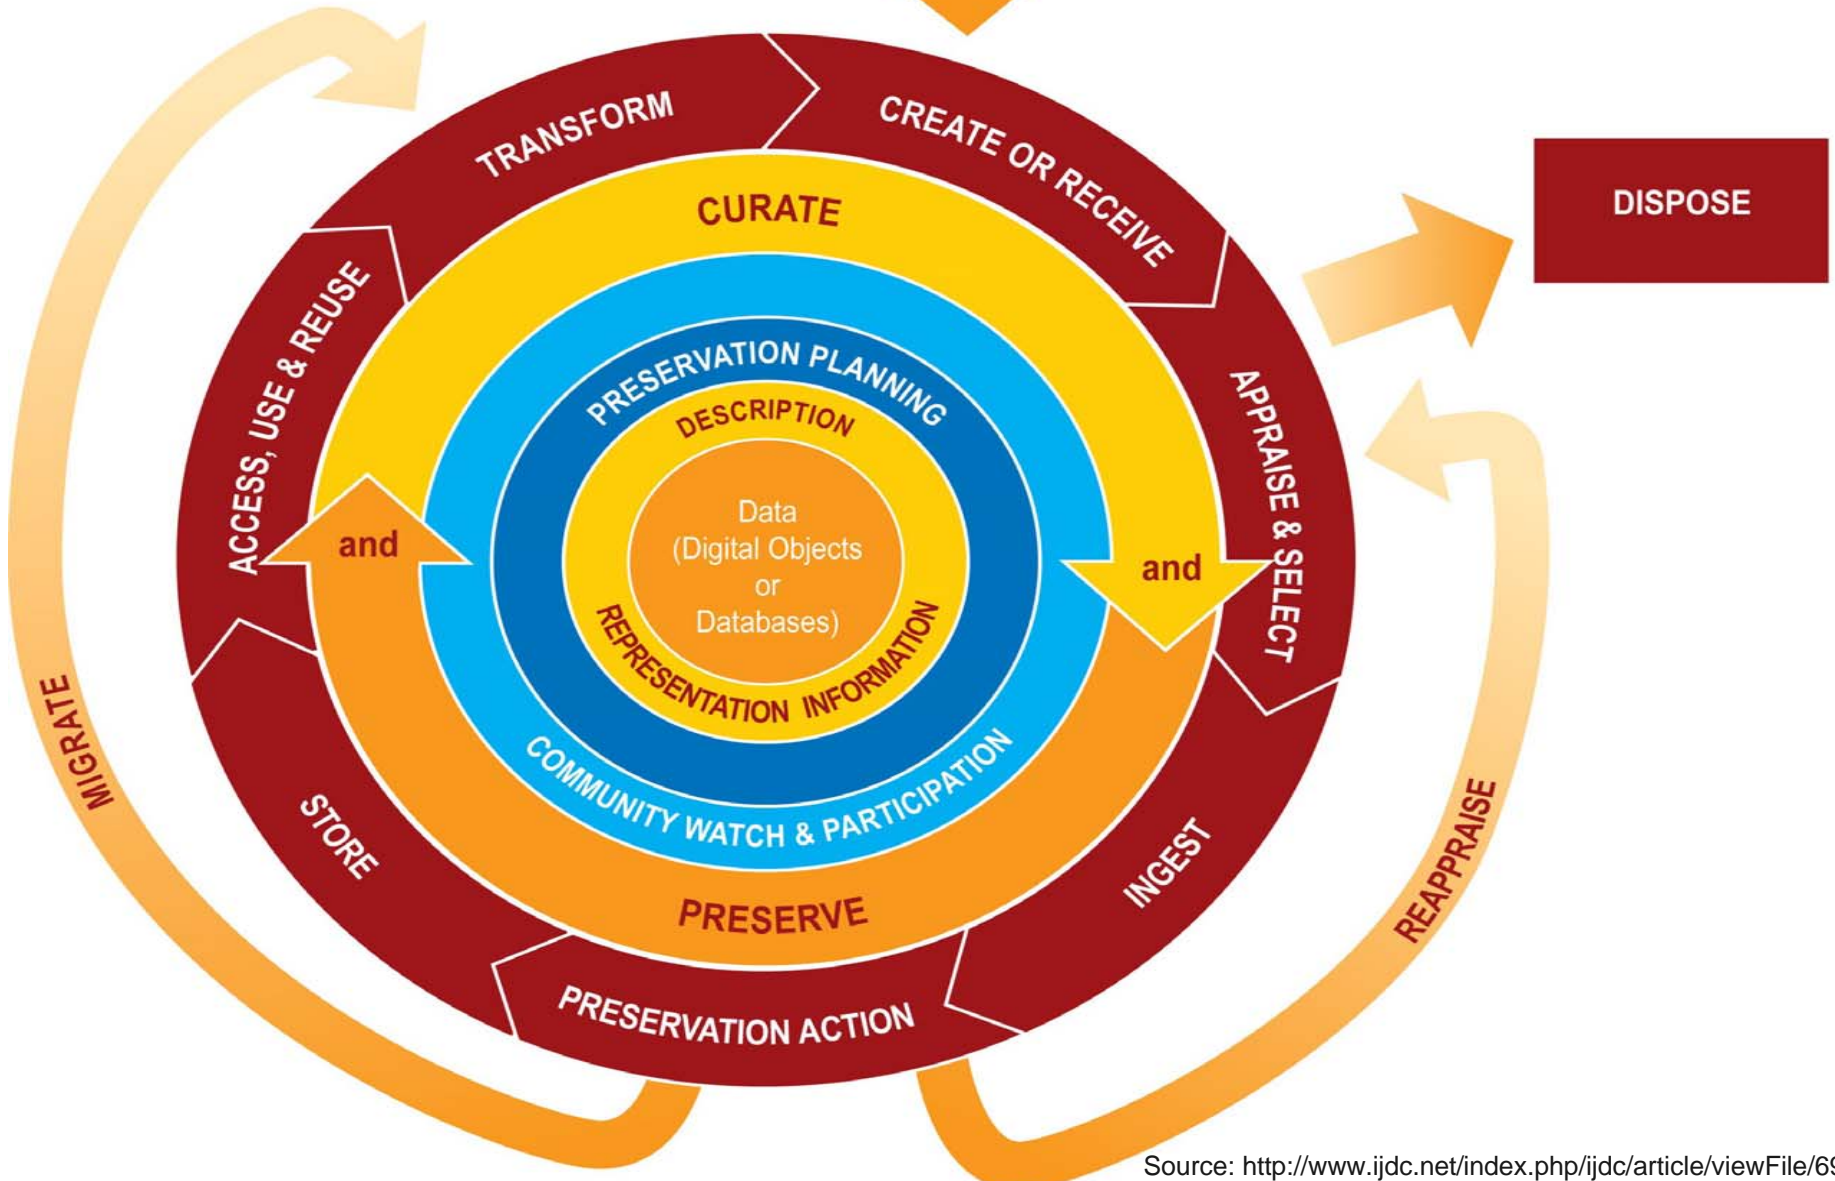 TRANSFORM
CREATE OR RECEIVE
DISPOSE
CURATE
ACCESS, USE & REUSE
APPRAISE & SELECT
PRESERVATION PLANNING
DESCRIPTION
and
Data
(Digital Objects
or
Databases)
and
REPRESENTATION INFORMATION
COMMUNITY WATCH & PARTICIPATION
MIGRATE
STORE
INGEST
REAPPRAISE
PRESERVE
PRESERVATION ACTION
Source: http://www.ijdc.net/index.php/ijdc/article/viewFile/69